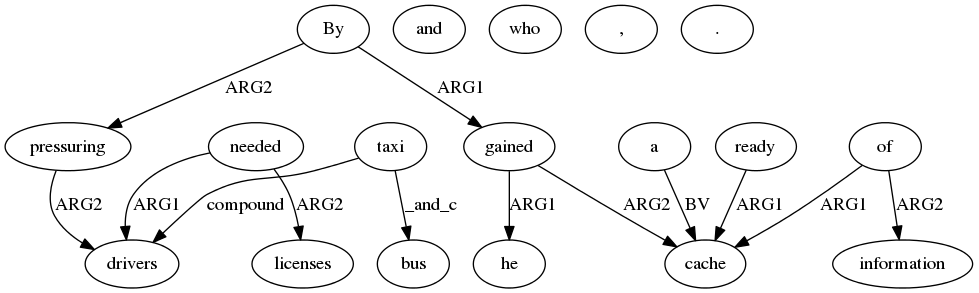 By and who , .
ARG2 ARG1
pressuring needed taxi gained a ready of
ARG2 ARG1 compound ARG2 _and_c ARG1 ARG2 BV ARG1 ARG1 ARG2
drivers licenses bus he cache information